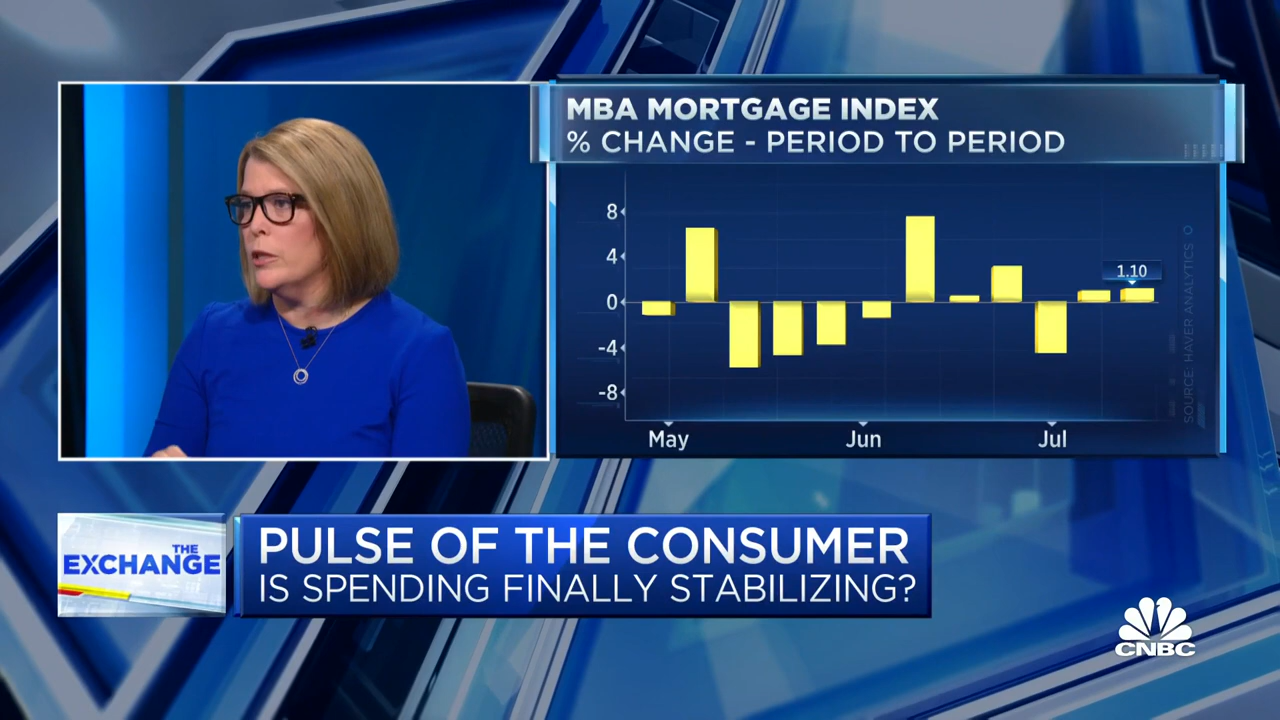 MBA MORTGAGE INDEX
% CHANGE - PERIOD TO PERIOD
8
4
0
-4
-8
1.10
May
Jun
Jul
SOURCE: HAVER ANALYTICS
THE
EXCHANGE
PULSE OF THE CONSUMER
IS SPENDING FINALLY STABILIZING?
CNBC